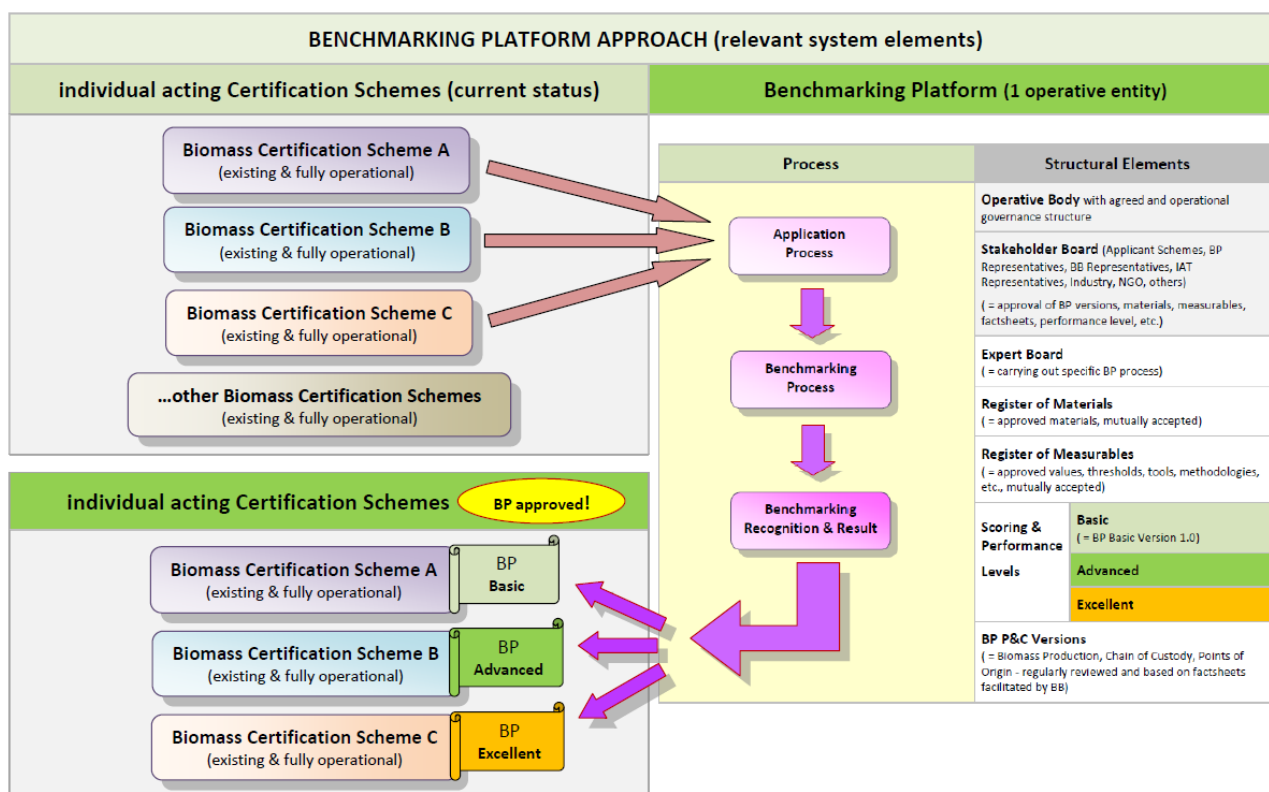 BENCHMARKING PLATFORM APPROACH (relevant system elements)
individual acting Certification Schemes (current status)
Biomass Certification Scheme A
(existing & fully operational)
Biomass Certification Scheme B
(existing & fully operational)
Biomass Certification Scheme C
(existing & fully operational)
...other Biomass Certification Schemes
(existing & fully operational)
Benchmarking Platform (1 operative entity)
Process
Application
Process
Benchmarking
Process
Benchmarking
Recognition & Result
Structural Elements
Operative Body with agreed and operational
governance structure
Stakeholder Board (Applicant Schemes, BP
Representatives, BB Representatives, IAT
Representatives, Industry, NGO, others)
( = approval of BP versions, materials, measurables,
factsheets, performance level, etc.)
Expert Board
( = carrying out specific BP process)
Register of Materials
( = approved materials, mutually accepted)
Register of Measurables
( = approved values, thresholds, tools, methodologies,
etc., mutually accepted)
Scoring &
Performance
Levels
Basic
( = BP Basic Version 1.0)
Advanced
Excellent
BP P&C Versions
( = Biomass Production, Chain of Custody, Points of
Origin - regularly reviewed and based on factsheets
facilitated by BB)
individual acting Certification Schemes
BP approved!
Biomass Certification Scheme A
(existing & fully operational)
BP
Basic
Biomass Certification Scheme B
(existing & fully operational)
BP
Advanced
Biomass Certification Scheme C
(existing & fully operational)
BP
Excellent